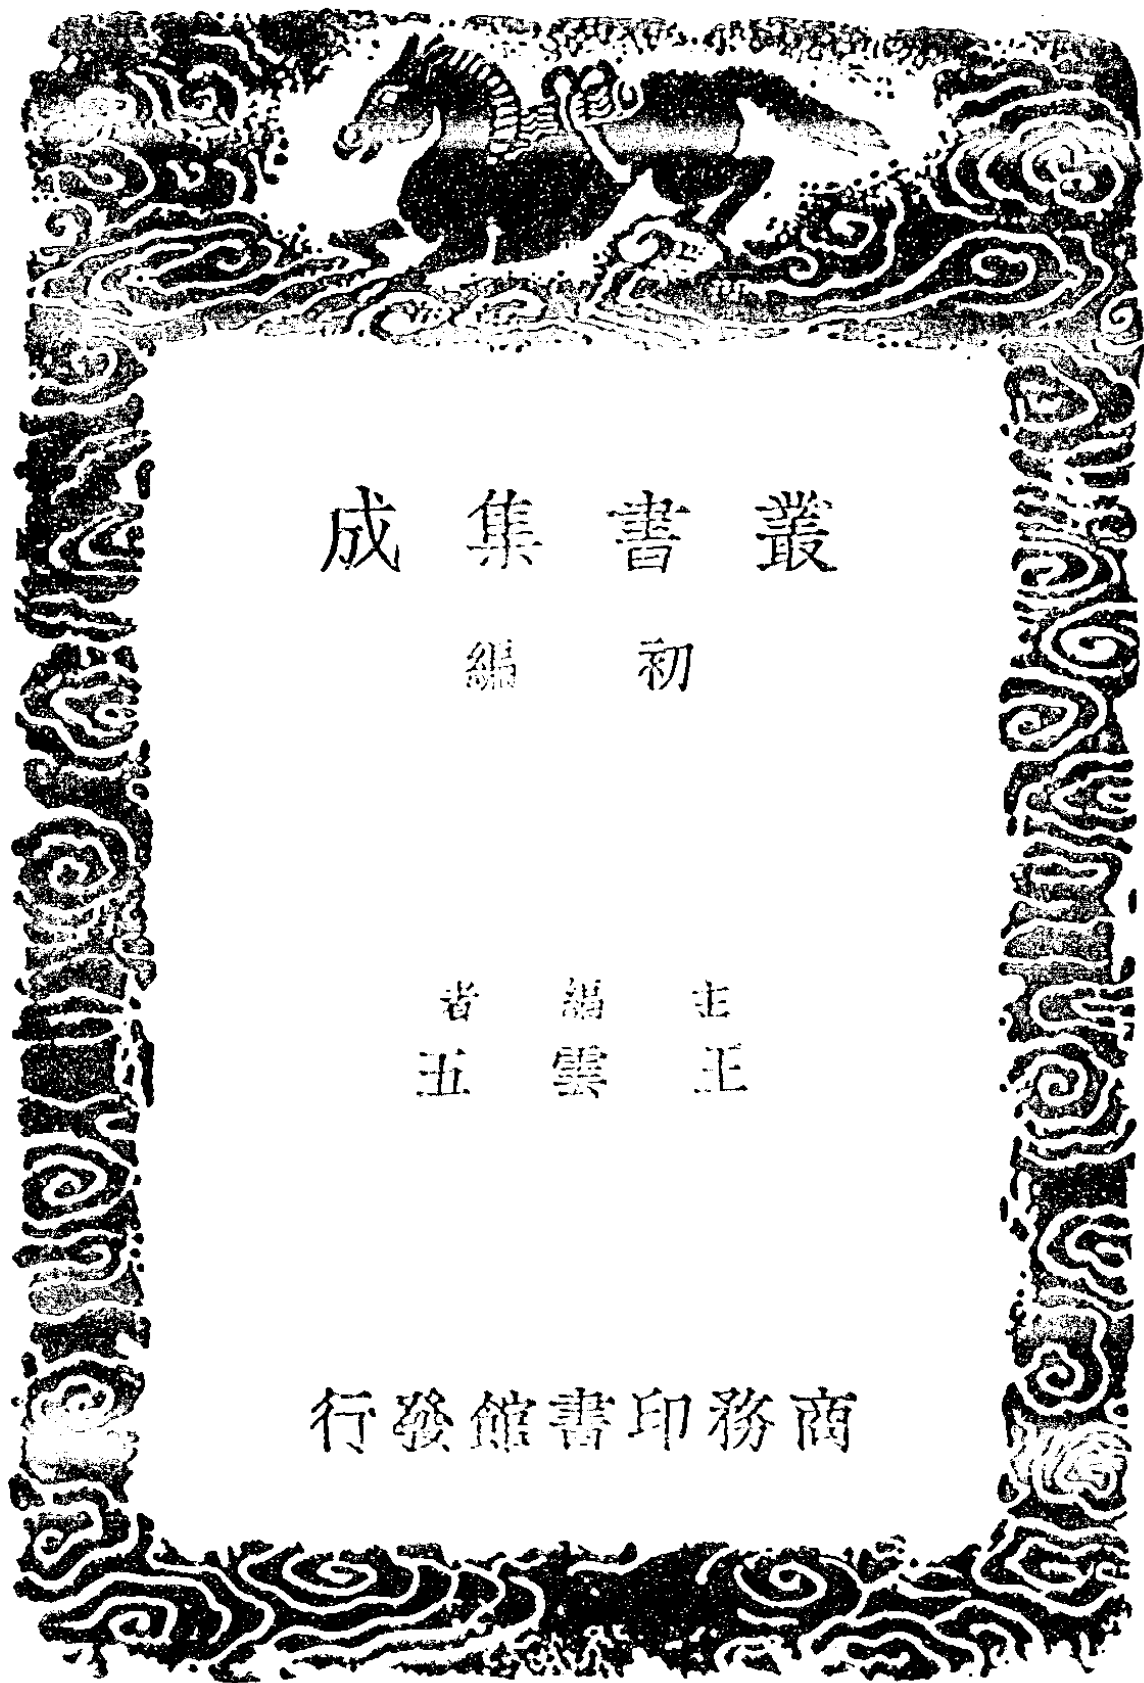 叢書集成
初編
主編者
王雲五
商務印書館發行